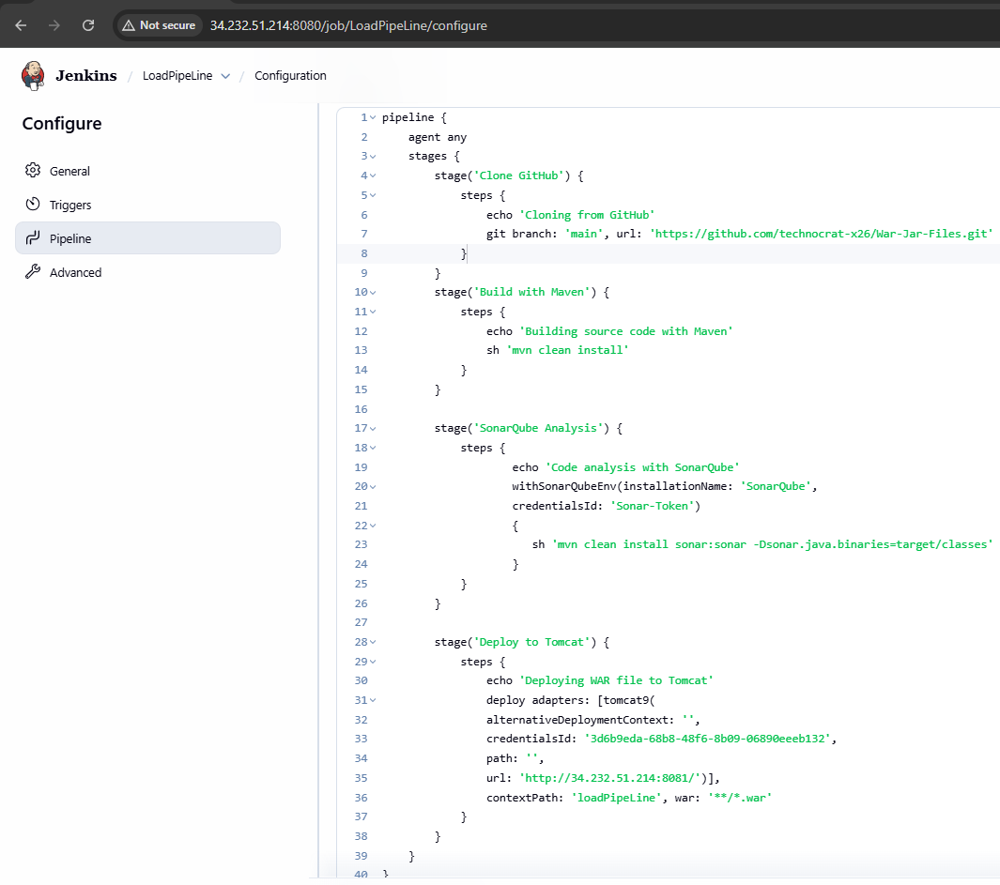 Not secure 34.232.51.214:8080/job/LoadPipeLine/configure
Jenkins / LoadPipeLine / Configuration
Configure
General
Triggers
Pipeline
Advanced
1 pipeline {
2 agent any
3 stages {
4 stage('Clone GitHub') {
5 steps {
6 echo 'Cloning from GitHub'
7 git branch: 'main', url: 'https://github.com/technocrat-x26/War-Jar-Files.git'
8 }
9 }
10 stage('Build with Maven') {
11 steps {
12 echo 'Building source code with Maven'
13 sh 'mvn clean install'
14 }
15 }
16
17 stage('SonarQube Analysis') {
18 steps {
19 echo 'Code analysis with SonarQube'
20 withSonarQubeEnv(installationName: 'SonarQube',
21 credentialsId: 'Sonar-Token')
22 {
23 sh 'mvn clean install sonar:sonar -Dsonar.java.binaries=target/classes'
24 }
25 }
26 }
27
28 stage('Deploy to Tomcat') {
29 steps {
30 echo 'Deploying WAR file to Tomcat'
31 deploy adapters: [tomcat9(
32 alternativeDeploymentContext: '',
33 credentialsId: '3d6b9eda-68b8-48f6-8b09-06890eeeb132',
34 path: '',
35 url: 'http://34.232.51.214:8081/')],
36 contextPath: 'loadPipeLine', war: '**/*.war'
37 }
38 }
39 }
40 }